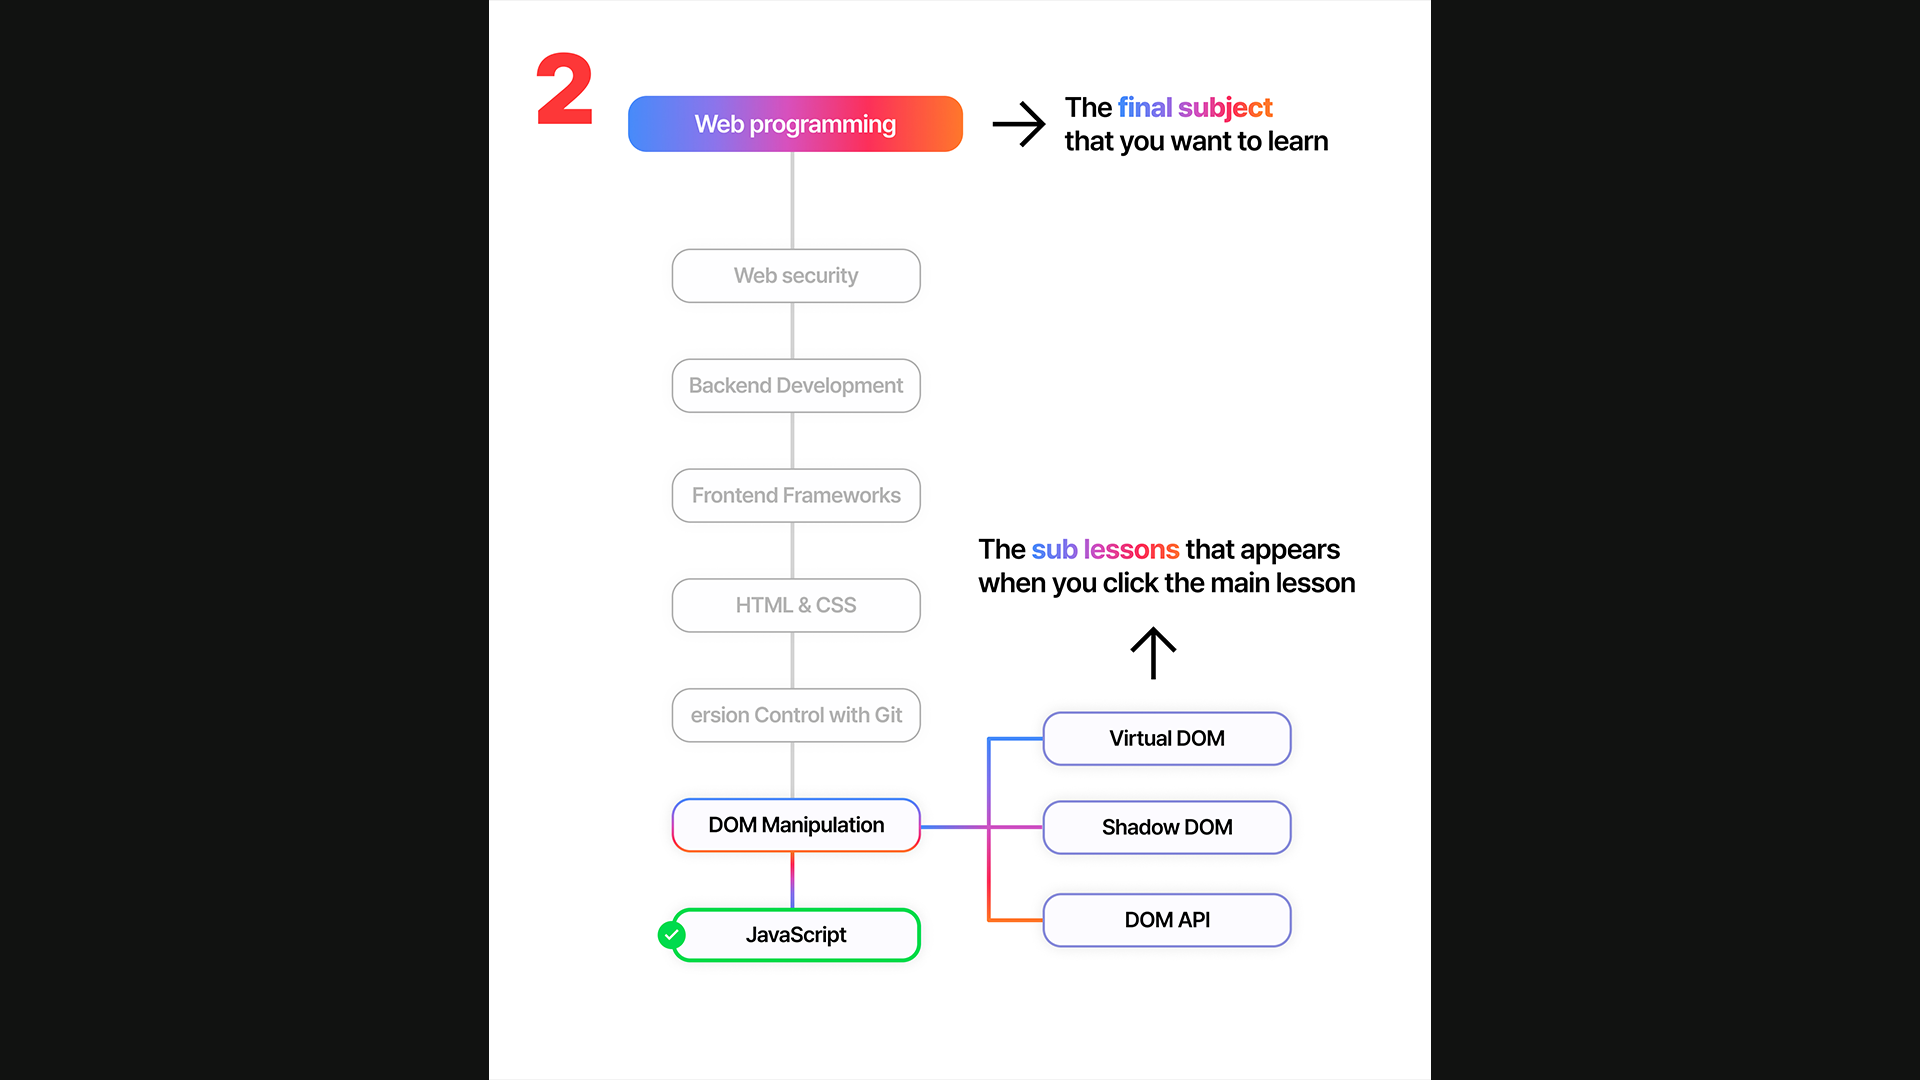 2
Web programming
The final subject
that you want to learn
Web security
Backend Development
Frontend Frameworks
The sub lessons that appears
when you click the main lesson
HTML & CSS
ersion Control with Git
Virtual DOM
DOM Manipulation
Shadow DOM
DOM API
JavaScript